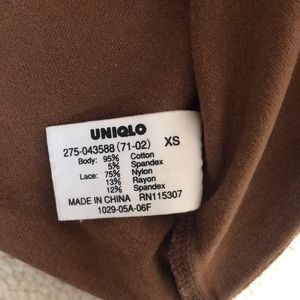 UNIQLO
275-043588(71-02) XS
Body: 95% Cotton
5% Spandex
Lace: 75% Nylon
13% Rayon
12% Spandex
MADE IN CHINA RN115307
1029-05A-06F